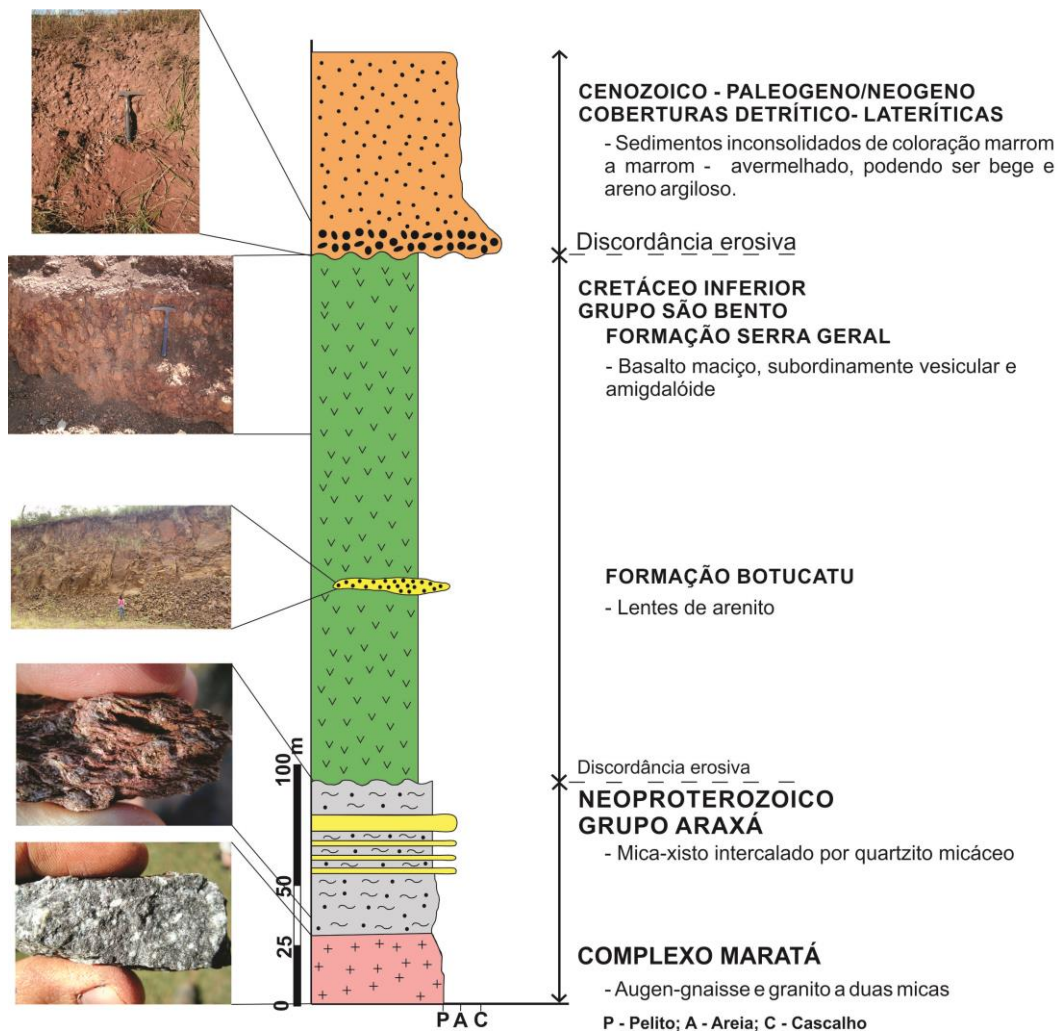 CENOZOICO - PALEOGENO/NEOGENO
COBERTURAS DETRÍTICO- LATERÍTICAS
- Sedimentos inconsolidados de coloração marrom
a marrom - avermelhado, podendo ser bege e
areno argiloso.
Discordância erosiva
CRETÁCEO INFERIOR
GRUPO SÃO BENTO
FORMAÇÃO SERRA GERAL
- Basalto maciço, subordinamente vesicular e
amigdalóide
FORMAÇÃO BOTUCATU
- Lentes de arenito
Discordância erosiva
NEOPROTEROZOICO
GRUPO ARAXÁ
- Mica-xisto intercalado por quartzito micáceo
COMPLEXO MARATÁ
- Augen-gnaisse e granito a duas micas
P - Pelito; A - Areia; C - Cascalho
100 m
50
25
0
P A C